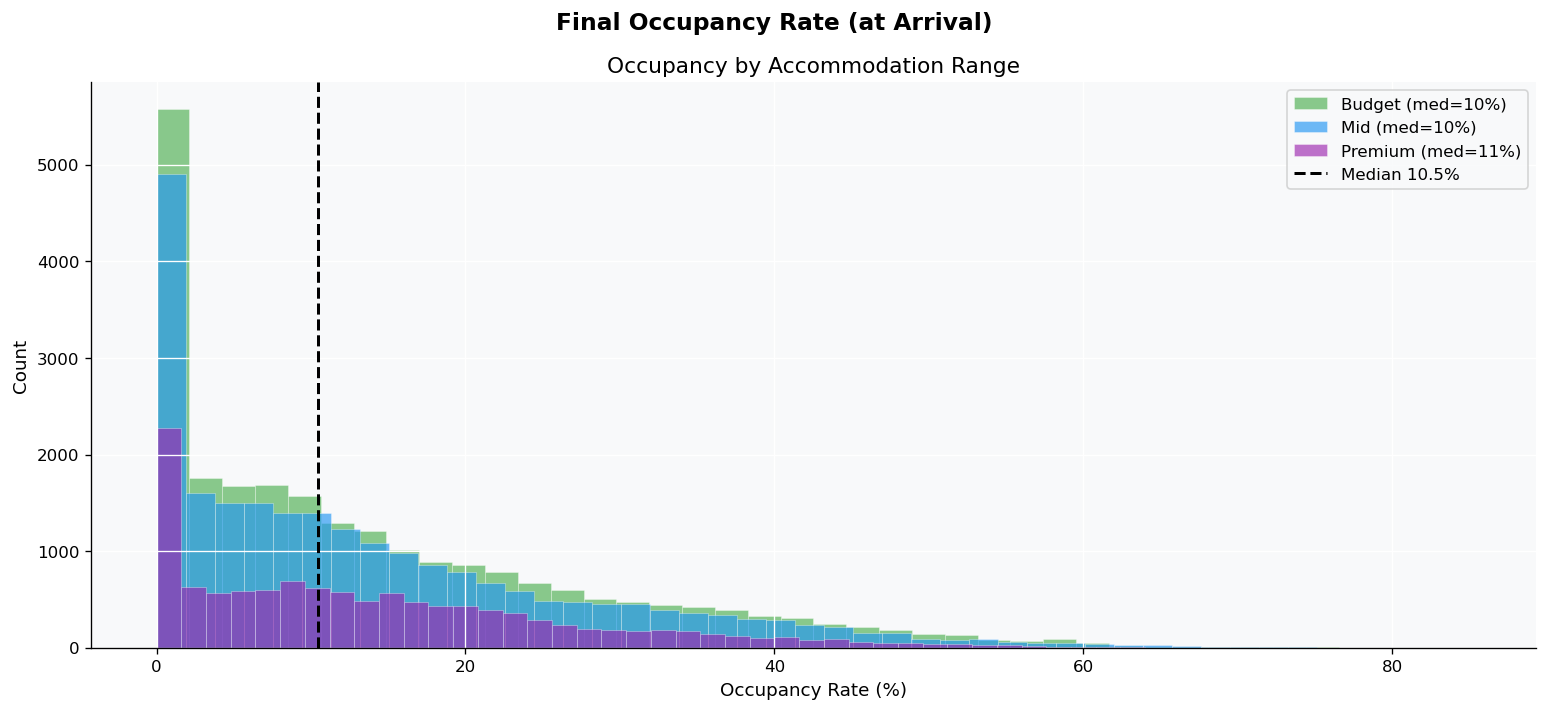 Final Occupancy Rate (at Arrival)
Occupancy by Accommodation Range
Budget (med=10%)
Mid (med=10%)
Premium (med=11%)
Median 10.5%
Count
5000
4000
3000
2000
1000
0
0 20 40 60 80
Occupancy Rate (%)